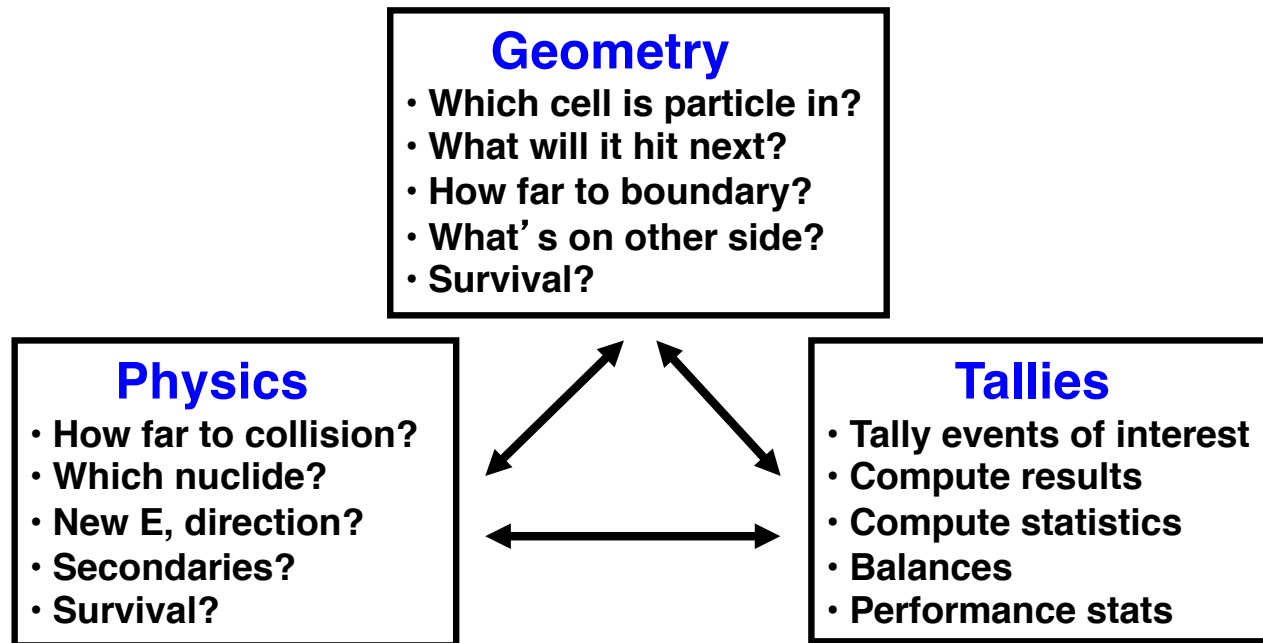 Geometry
• Which cell is particle in?
• What will it hit next?
• How far to boundary?
• What's on other side?
• Survival?
Physics
• How far to collision?
• Which nuclide?
• New E, direction?
• Secondaries?
• Survival?
Tallies
• Tally events of interest
• Compute results
• Compute statistics
• Balances
• Performance stats